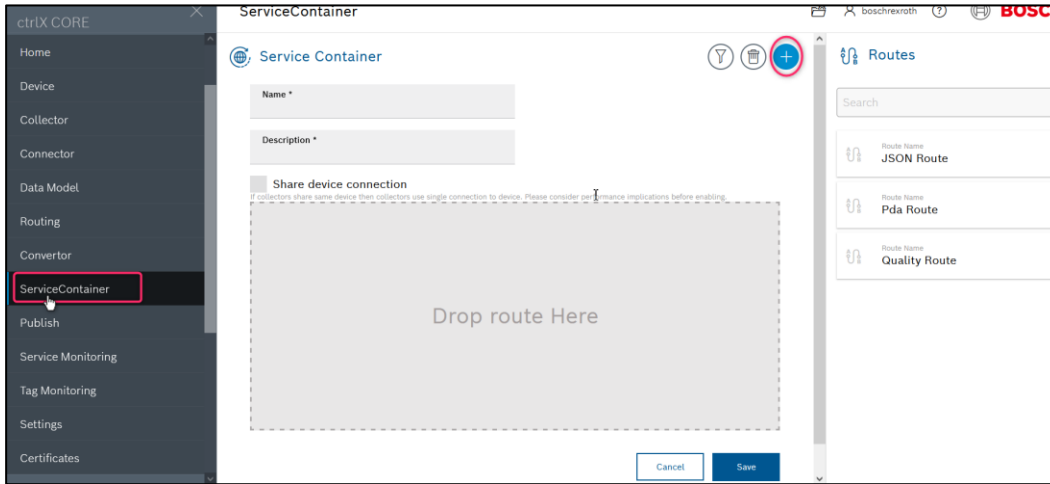 ctrlX CORE
Home
Device
Collector
Connector
Data Model
Routing
Convertor
ServiceContainer
Publish
Service Monitoring
Tag Monitoring
Settings
Certificates
ServiceContainer
boschrexroth
BOSC
Service Container
Name *
Description *
Share device connection
If collectors share same device then collectors use single connection to device. Please consider performance implications before enabling.
Drop route Here
Cancel
Save
Routes
Search
Route Name
JSON Route
Route Name
Pda Route
Route Name
Quality Route